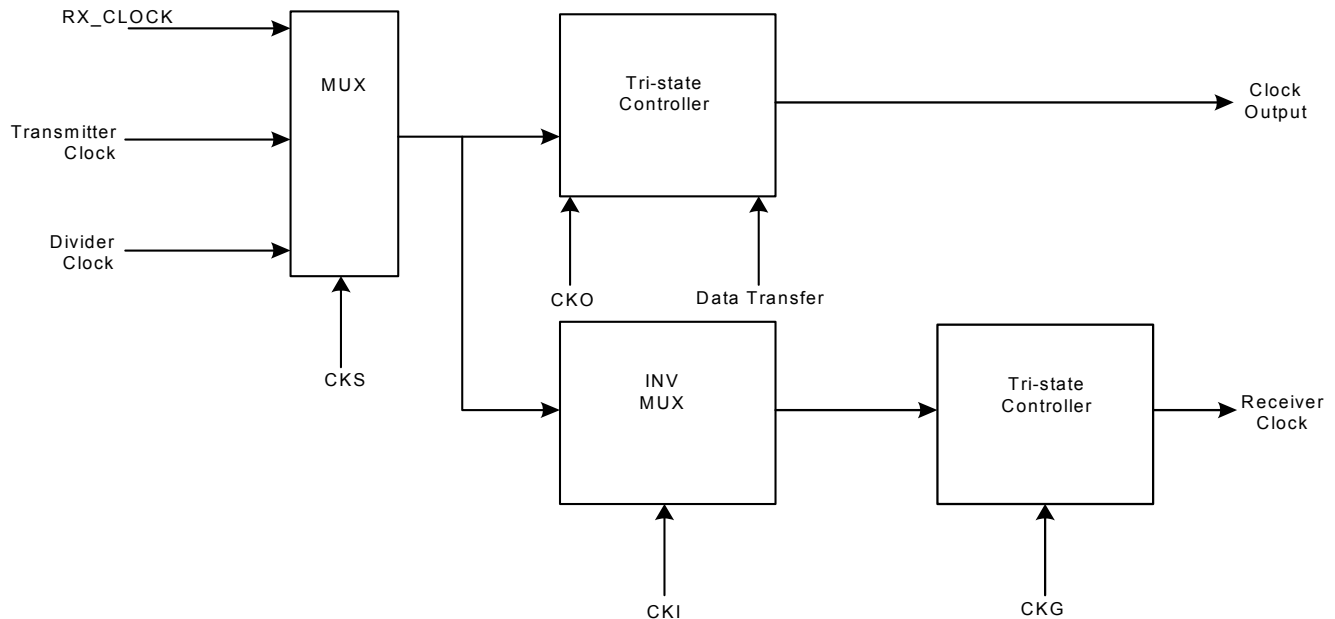 RX_CLOCK
MUX
Tri-state
Controller
Clock
Output
Transmitter
Clock
Divider
Clock
CKO
Data Transfer
CKS
INV
MUX
Tri-state
Controller
Receiver
Clock
CKI
CKG